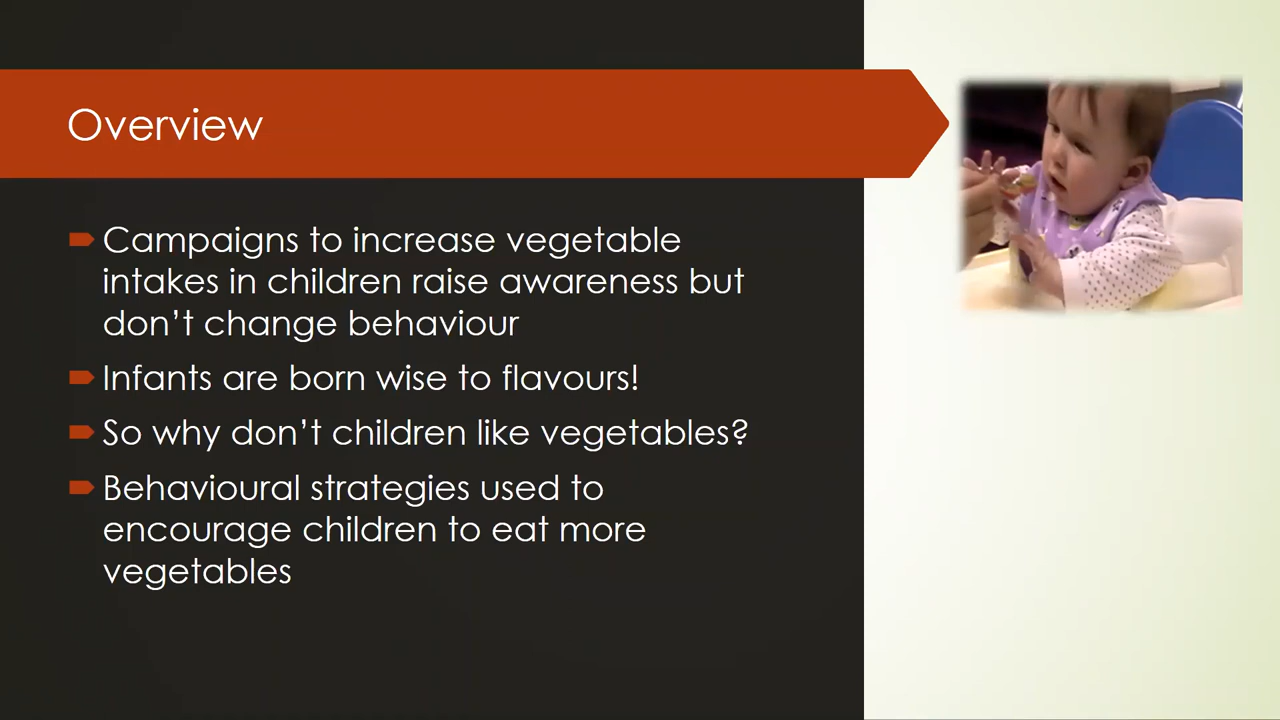 Overview
Campaigns to increase vegetable
intakes in children raise awareness but
don’t change behaviour
Infants are born wise to flavours!
So why don’t children like vegetables?
Behavioural strategies used to
encourage children to eat more
vegetables